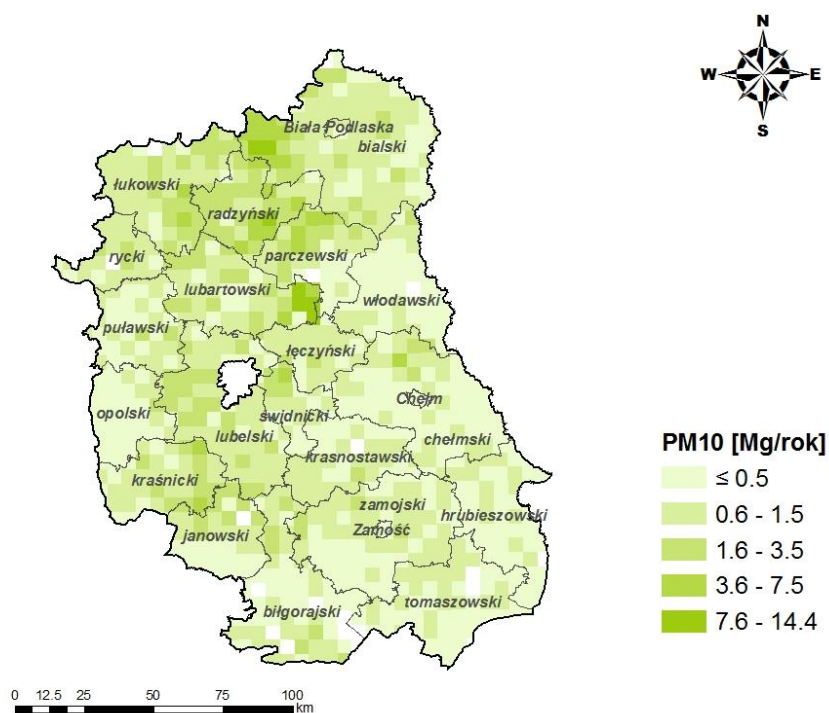 N
W E
S
Biała Podlaska
bialski
łukowski
radzyński
rycki
parczewski
lubartowski
włodawski
puławski
łęczyński
Chełm
opolski
świdnicki
lubelski
chełmski
krasnostawski
kraśnicki
zamojski
hrubieszowski
Zamość
janowski
biłgorajski
tomaszowski
PM10 [Mg/rok]
≤ 0.5
0.6 - 1.5
1.6 - 3.5
3.6 - 7.5
7.6 - 14.4
0 12.5 25 50 75 100
km